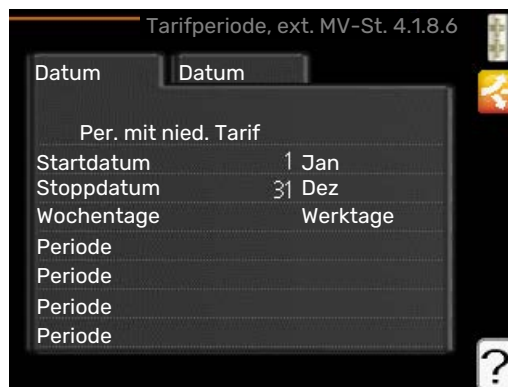 Tarifperiode, ext. MV-St. 4.1.8.6
Datum Datum
Per. mit nied. Tarif
Startdatum 1 Jan
Stoppdatum 31 Dez
Wochentage Werktage
Periode
Periode
Periode
Periode
?